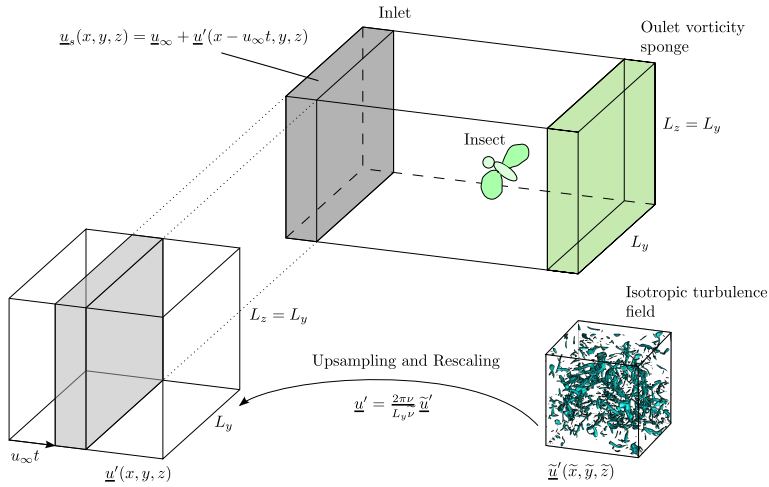 Inlet
u_s(x, y, z) = u_∞ + u′(x − u_∞t, y, z)
Oulet vorticity
sponge
L_z = L_y
Insect
L_y
Isotropic turbulence
field
L_z = L_y
Upsampling and Rescaling
u′ = 2πν/(L_y ν̃) ũ′
L_y
u_∞t
u′(x, y, z)
ũ′(x̃, ỹ, z̃)